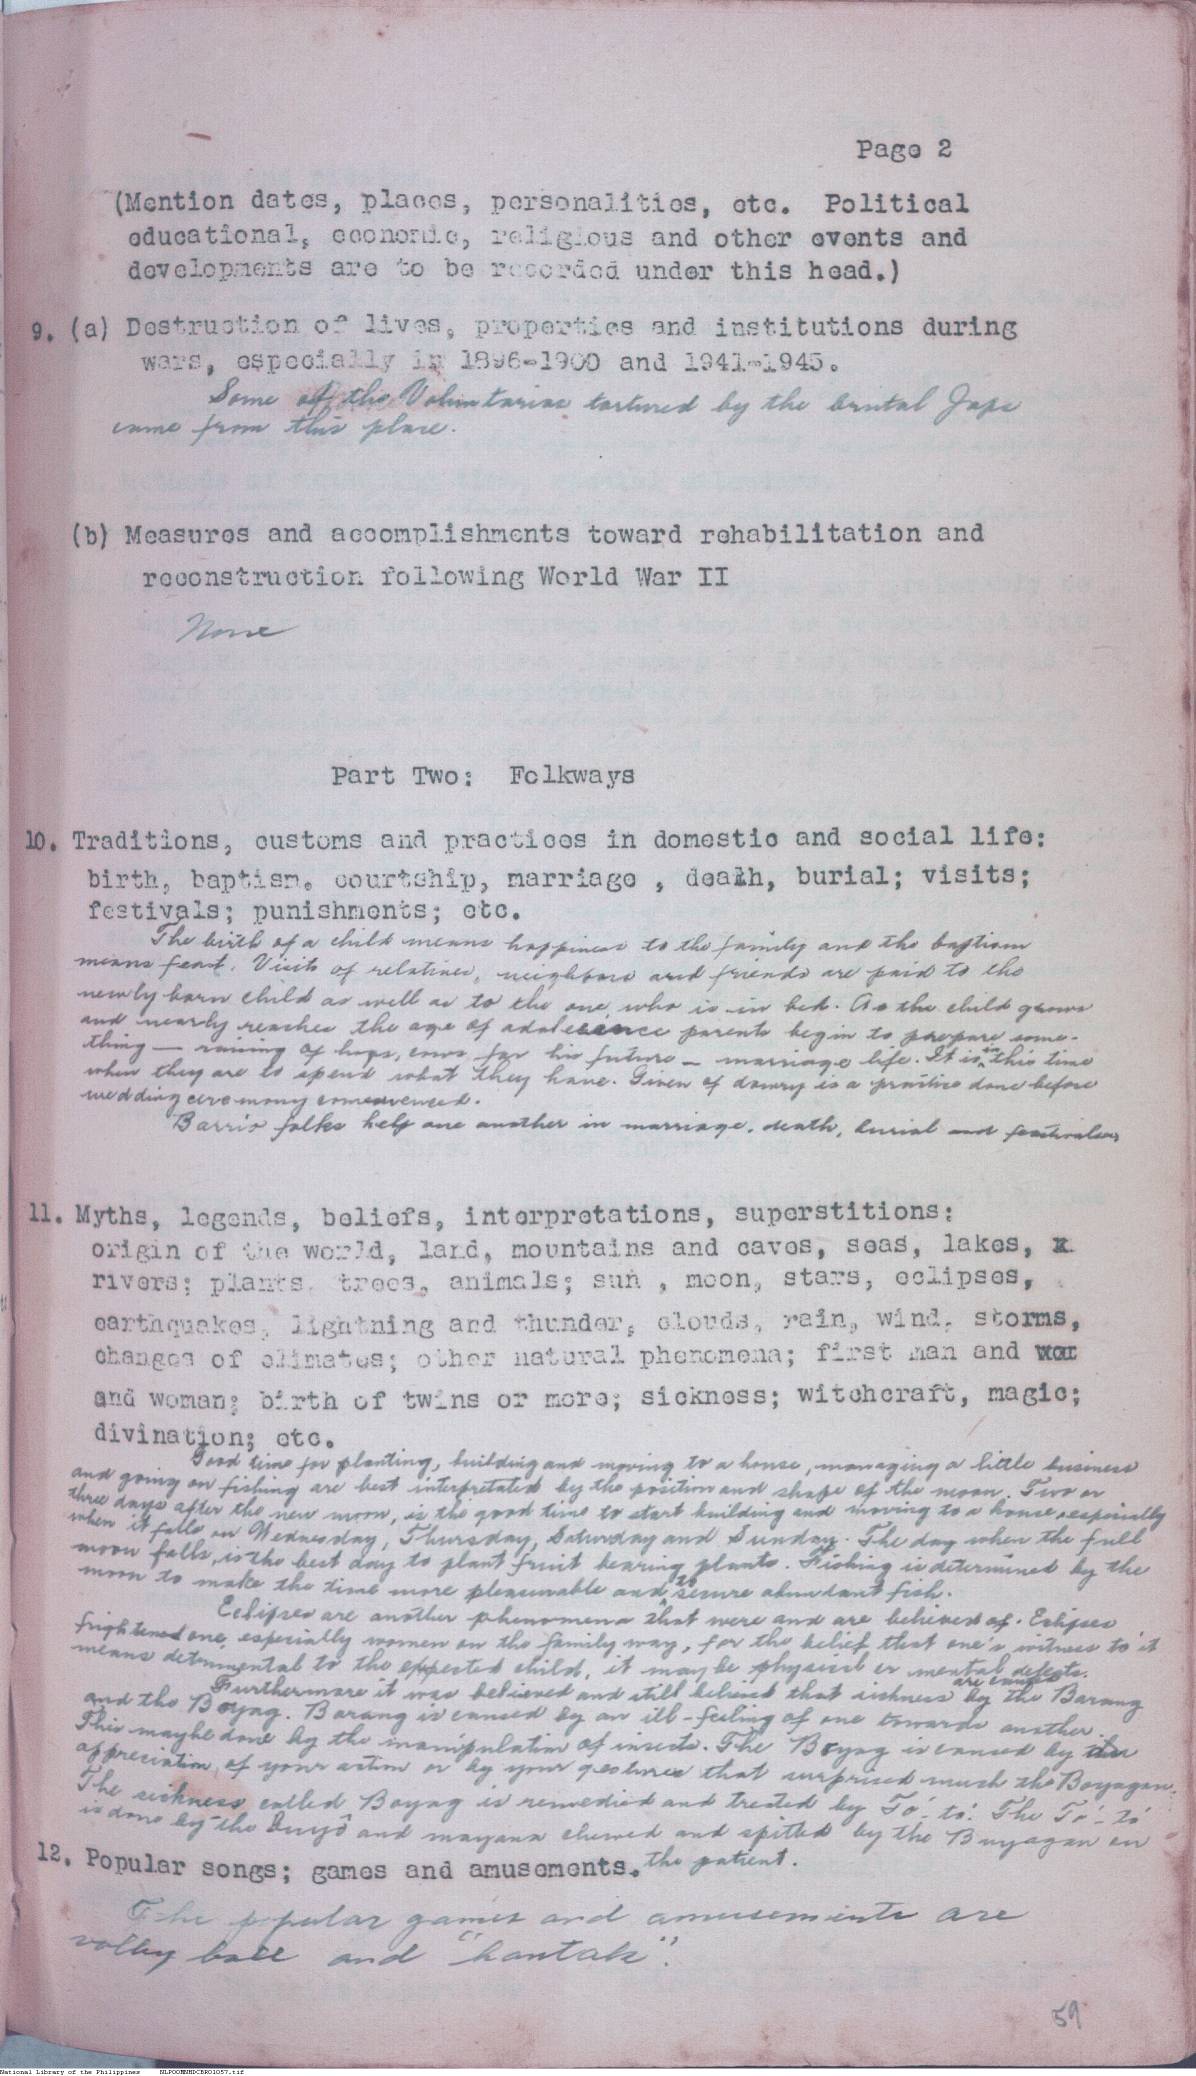 Page 2
(Mention dates, places, personalities, etc. Political
educational, economic, religious and other events and
developments are to be recorded under this head.)
9. (a) Destruction of lives, properties and institutions during
wars, especially in 1896-1900 and 1941-1945.
Some of the Voluntarios tortured by the brutal Japs
came from this place.
(b) Measures and accomplishments toward rehabilitation and
reconstruction following World War II
None
Part Two: Folkways
10. Traditions, customs and practices in domestic and social life:
birth, baptism. courtship, marriage , death, burial; visits;
festivals; punishments; etc.
The birth of a child means happiness to the family and the baptism
means feast. Visits of relatives, neighbors and friends are paid to the
newly born child as well as to the one who is in bed. As the child grows
and nearly reaches the age of adolescence parents begin to prepare some-
thing — raising of hogs, cows for his future — marriage life. It is in this time
when they are to spend what they have. Given of dowry is a practice done before
wedding ceremony commenced.
Barrio folks help one another in marriage, death, burial and festivals
11. Myths, legends, beliefs, interpretations, superstitions:
origin of the world, land, mountains and caves, seas, lakes, x
rivers; plants, trees, animals; sun , moon, stars, eclipses,
earthquakes, lightning and thunder, clouds, rain, wind, storms,
changes of climates; other natural phenomena; first man and
and woman; birth of twins or more; sickness; witchcraft, magic;
divination; etc.
Good time for planting, building and moving to a house, managing a little business
and going on fishing are best interpretated by the position and shape of the moon. Two or
three days after the new moon, is the good time to start building and moving to a house, especially
when it falls on Wednesday, Thursday, Saturday and Sunday. The day when the full
moon falls, is the best day to plant fruit bearing plants. Fishing is determined by the
moon to make the time more pleasurable and to secure abundant fish.
Eclipses are another phenomena that were and are believed of. Eclipses
frightened one, especially women on the family way, for the belief that one's witness to it
means detrimental to the expected child, it may be physical or mental defects.
Furthermore it was believed and still believed that sickness are caused by the Barang
and the Boyag. Barang is caused by an ill-feeling of one towards another.
This maybe done by the manipulation of insects. The Boyag is caused by the
appreciation, of your action or by your gestures that surprised much the Boyagan.
The sickness called Boyag is remedied and treated by To'-to'. The To'-to'
is done by the buyo and mayana chewed and spitted by the Buyagan on
the patient.
12. Popular songs; games and amusements.
The popular games and amusements are
volley ball and "hantak".
59
National Library of the Philippines NLPOOMNHDCBR01057.tif